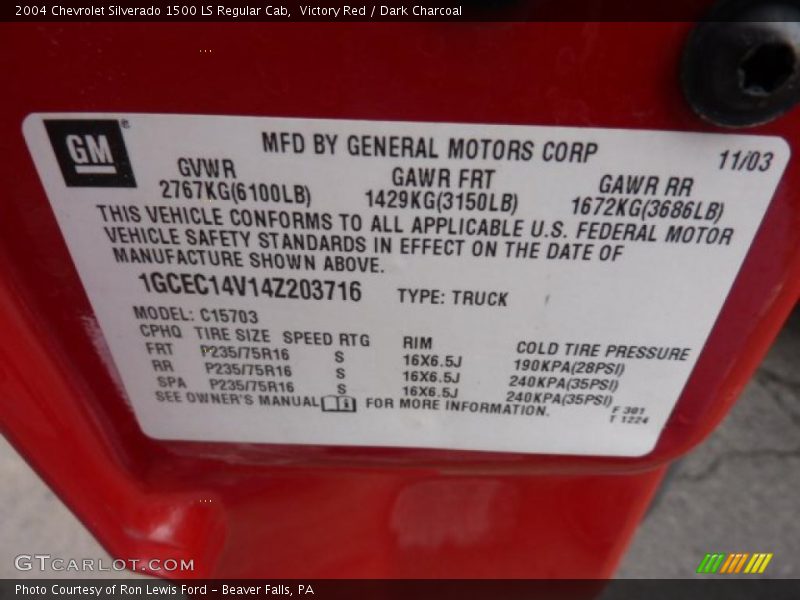 2004 Chevrolet Silverado 1500 LS Regular Cab,  Victory Red / Dark Charcoal
GM®
MFD BY GENERAL MOTORS CORP 11/03
GVWR GAWR FRT GAWR RR
2767KG(6100LB) 1429KG(3150LB) 1672KG(3686LB)
THIS VEHICLE CONFORMS TO ALL APPLICABLE U.S. FEDERAL MOTOR
VEHICLE SAFETY STANDARDS IN EFFECT ON THE DATE OF
MANUFACTURE SHOWN ABOVE.
1GCEC14V14Z203716 TYPE: TRUCK
MODEL: C15703
CPHQ TIRE SIZE SPEED RTG RIM COLD TIRE PRESSURE
FRT P235/75R16 S 16X6.5J 190KPA(28PSI)
RR P235/75R16 S 16X6.5J 240KPA(35PSI)
SPA P235/75R16 S 16X6.5J 240KPA(35PSI)
SEE OWNER'S MANUAL FOR MORE INFORMATION.
F 301
T 1224
GTCARLOT.COM
Photo Courtesy of Ron Lewis Ford - Beaver Falls, PA